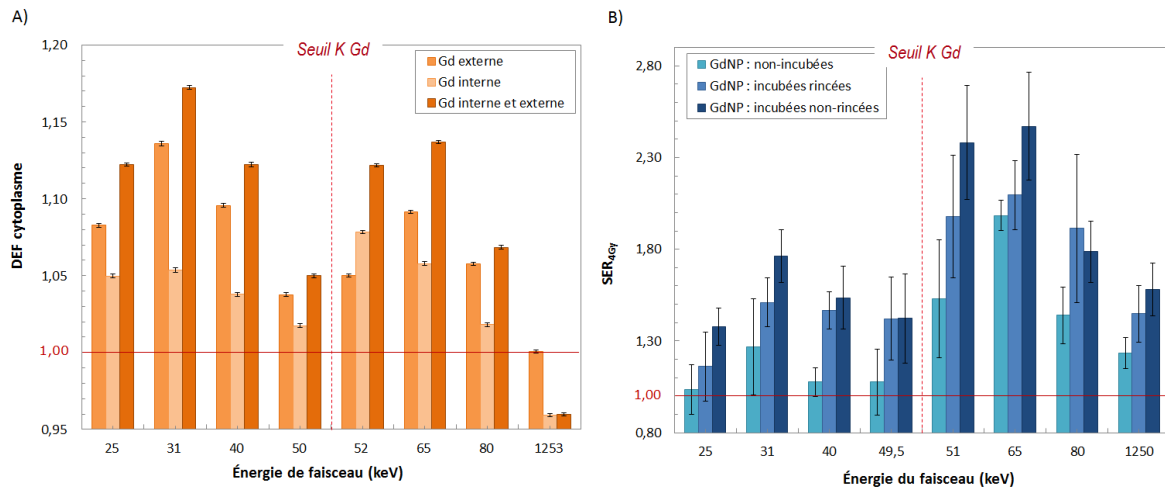 A)
Seuil K Gd
Gd externe
Gd interne
Gd interne et externe
DEF cytoplasme
1,20
1,15
1,10
1,05
1,00
0,95
25 31 40 50 52 65 80 1253
Énergie de faisceau (keV)
B)
Seuil K Gd
GdNP : non-incubées
GdNP : incubées rincées
GdNP : incubées non-rincées
SER4Gy
2,80
2,30
1,80
1,30
1,00
0,80
25 31 40 49,5 51 65 80 1250
Énergie du faisceau (keV)